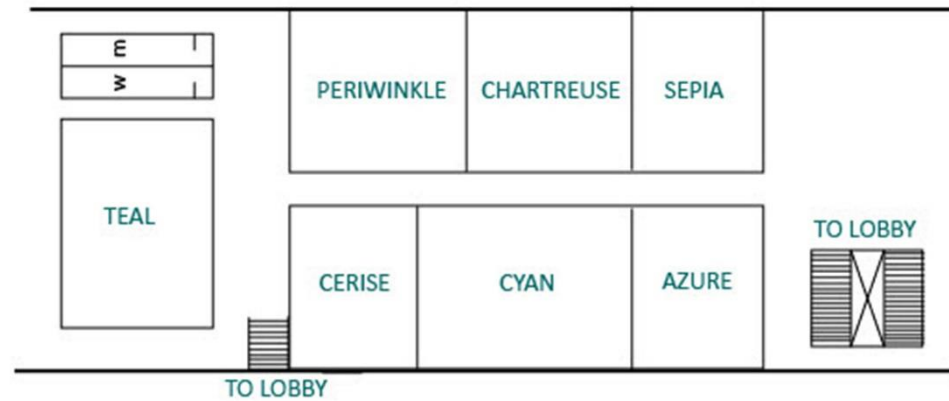 m
w
PERIWINKLE
CHARTREUSE
SEPIA
TEAL
TO LOBBY
CERISE
CYAN
AZURE
TO LOBBY